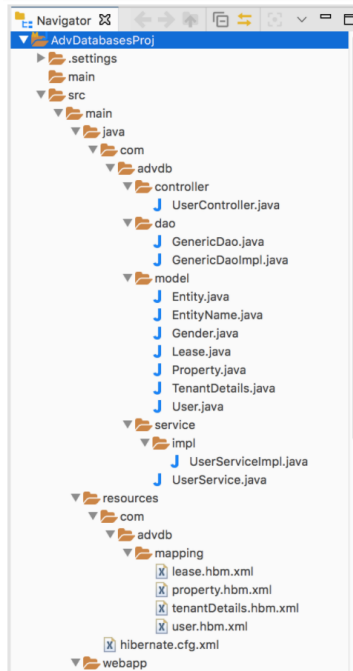 Navigator
AdvDatabasesProj
.settings
main
src
main
java
com
advdb
controller
UserController.java
dao
GenericDao.java
GenericDaoImpl.java
model
Entity.java
EntityName.java
Gender.java
Lease.java
Property.java
TenantDetails.java
User.java
service
impl
UserServiceImpl.java
UserService.java
resources
com
advdb
mapping
lease.hbm.xml
property.hbm.xml
tenantDetails.hbm.xml
user.hbm.xml
hibernate.cfg.xml
webapp